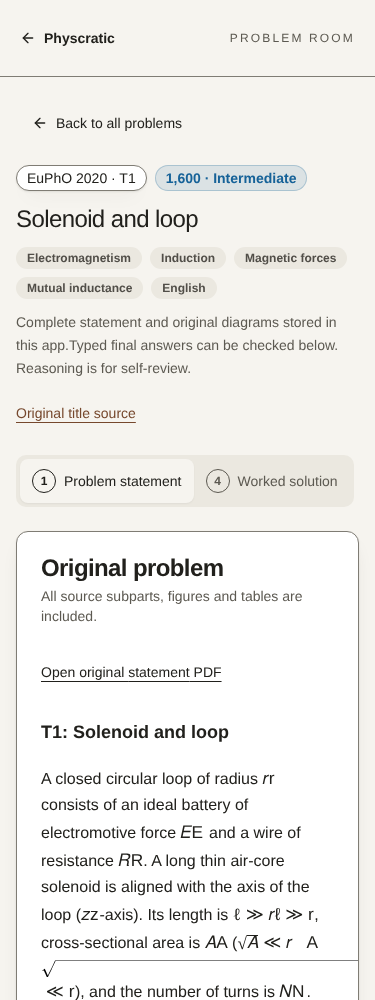 ← Physcratic
PROBLEM ROOM
← Back to all problems
EuPhO 2020 · T1
1,600 · Intermediate
Solenoid and loop
Electromagnetism
Induction
Magnetic forces
Mutual inductance
English
Complete statement and original diagrams stored in
this app.Typed final answers can be checked below.
Reasoning is for self-review.
Original title source
1 Problem statement
4 Worked solution
Original problem
All source subparts, figures and tables are
included.
Open original statement PDF
T1: Solenoid and loop
A closed circular loop of radius rr
consists of an ideal battery of
electromotive force EE and a wire of
resistance RR. A long thin air-core
solenoid is aligned with the axis of the
loop (zz-axis). Its length is ℓ ≫ rℓ ≫ r,
cross-sectional area is AA (√A ≪ r A
√
≪ r), and the number of turns is NN.